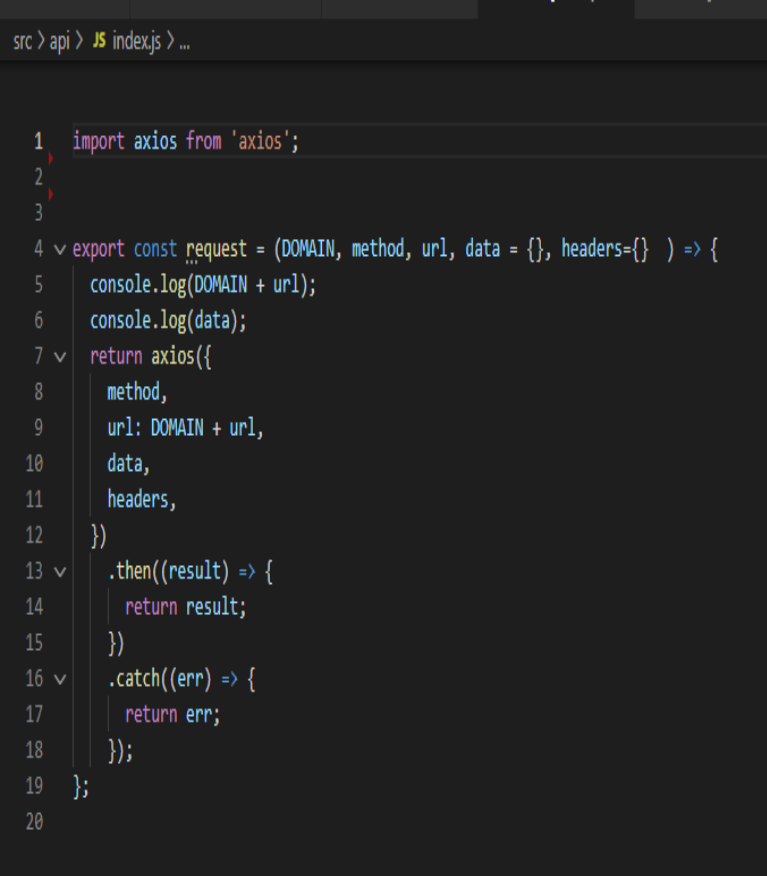 src > api > JS index.js > ...
1 import axios from 'axios';
2
3
4 export const request = (DOMAIN, method, url, data = {}, headers={}  ) => {
5   console.log(DOMAIN + url);
6   console.log(data);
7   return axios({
8     method,
9     url: DOMAIN + url,
10     data,
11     headers,
12   })
13     .then((result) => {
14       return result;
15     })
16     .catch((err) => {
17       return err;
18     });
19 };
20